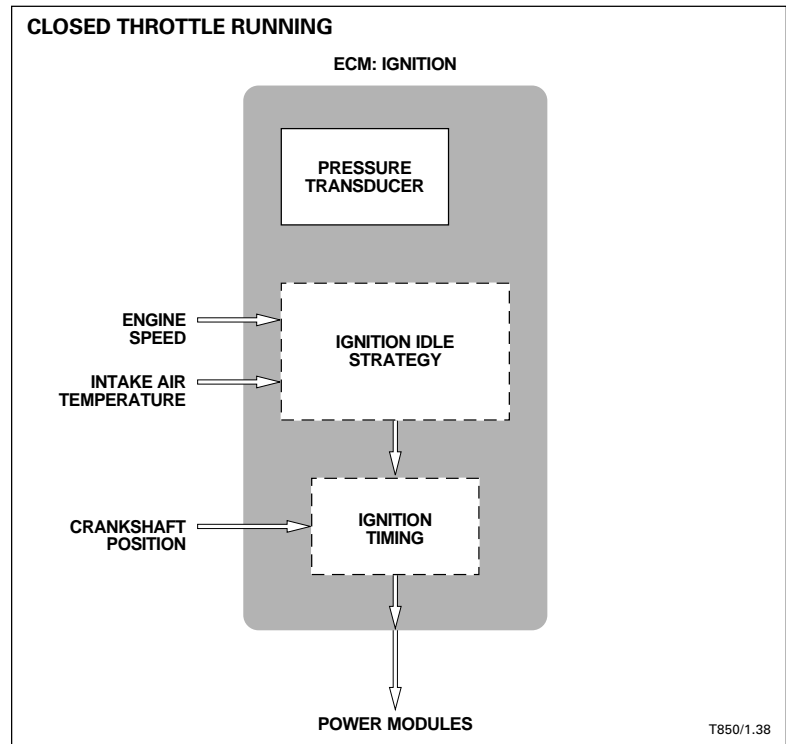 CLOSED THROTTLE RUNNING
ECM: IGNITION
PRESSURE
TRANSDUCER
ENGINE
SPEED
IGNITION IDLE
STRATEGY
INTAKE AIR
TEMPERATURE
CRANKSHAFT
POSITION
IGNITION
TIMING
POWER MODULES
T850/1.38